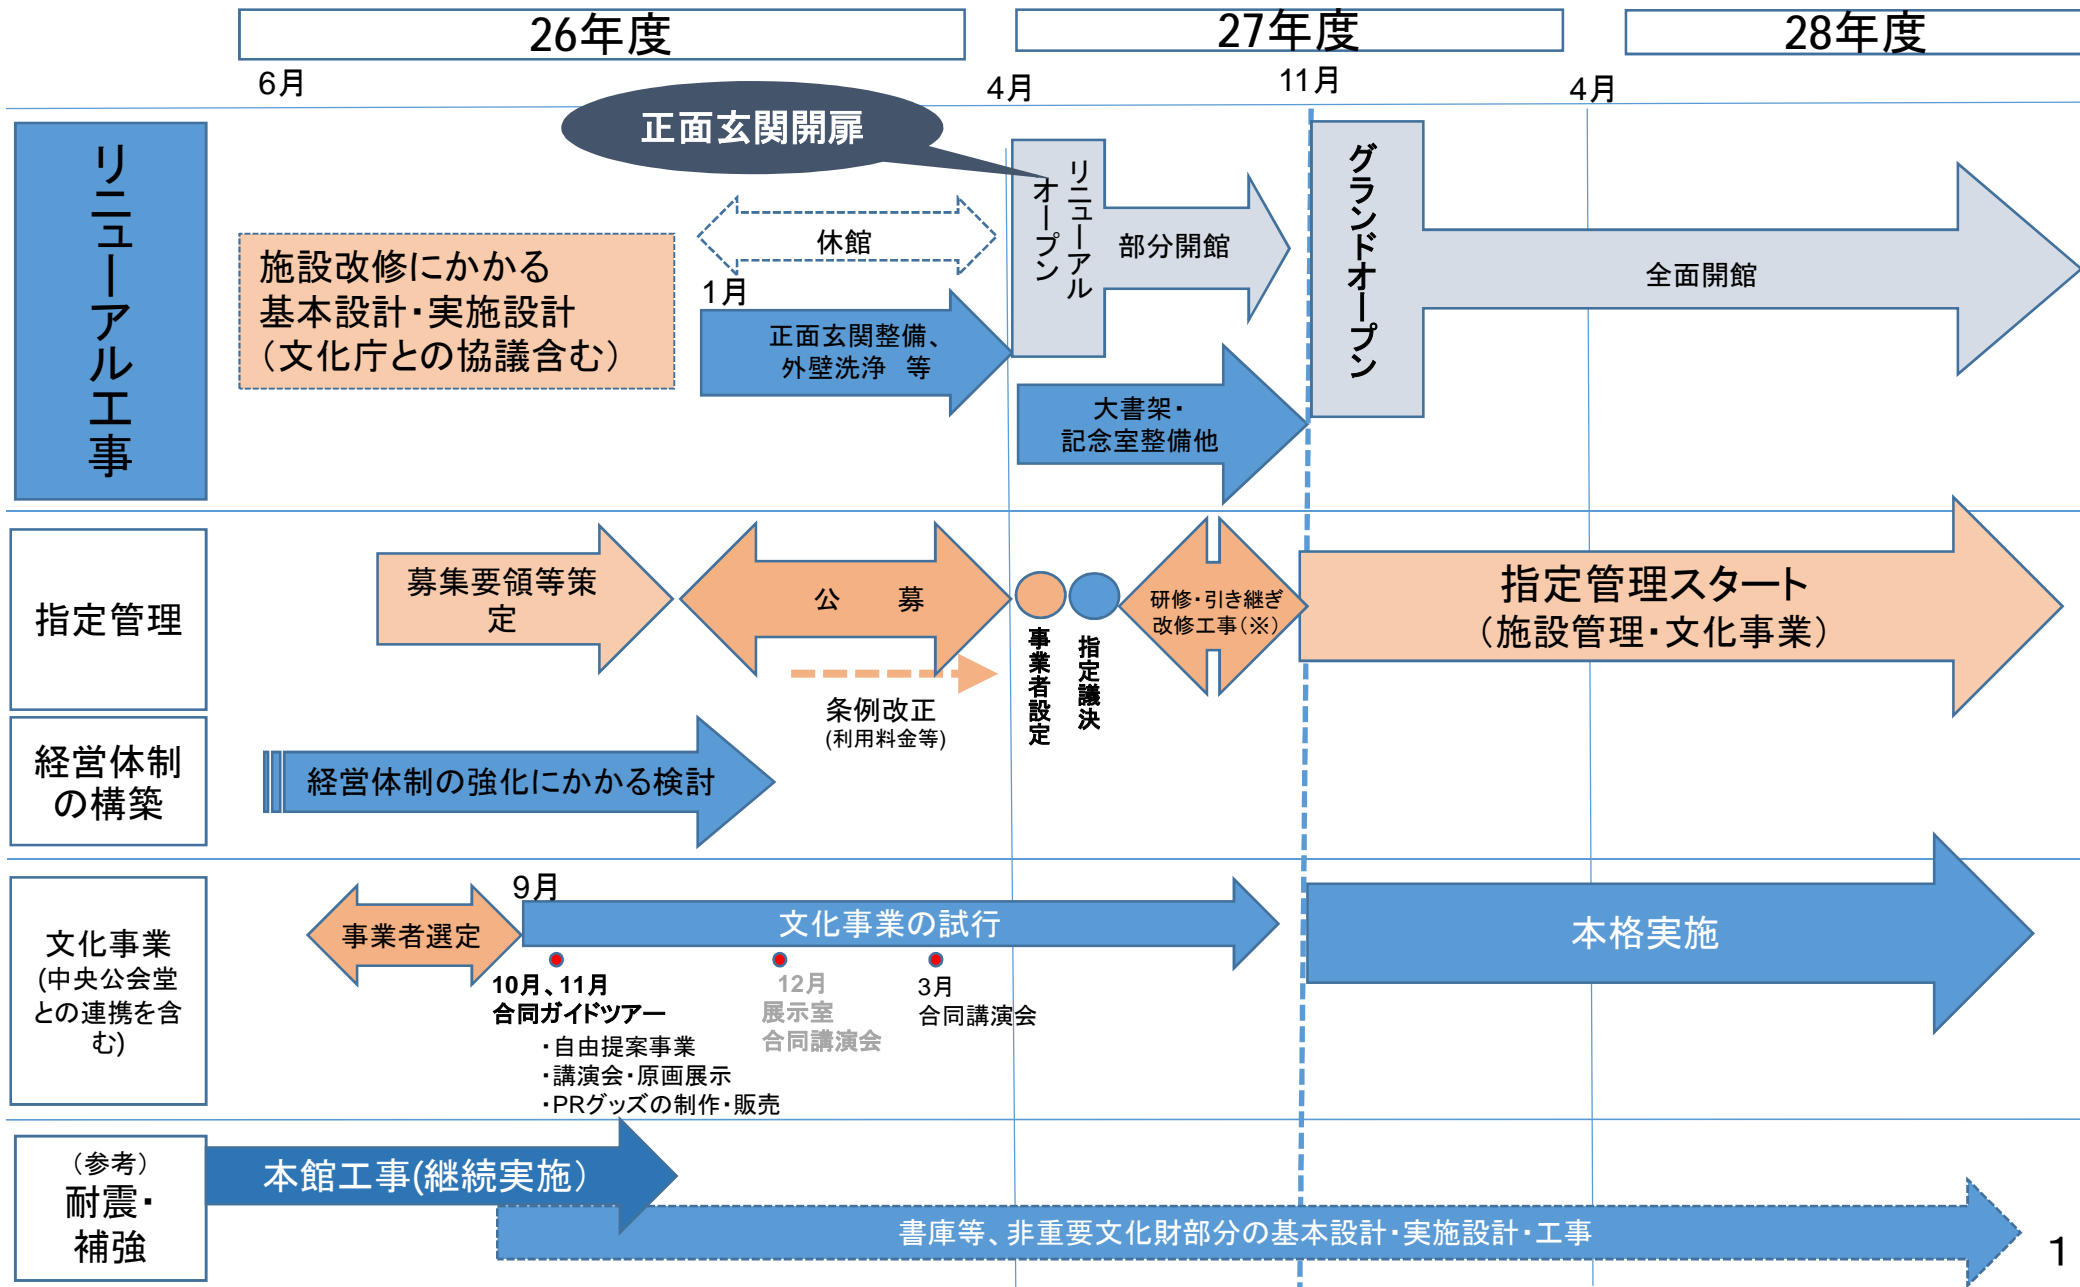 26年度
27年度
28年度
6月
4月
11月
4月
リニューアル工事
正面玄関開扉
休館
施設改修にかかる
基本設計・実施設計
（文化庁との協議含む）
1月
正面玄関整備、
外壁洗浄　等
リニューアル
オープン
部分開館
大書架・
記念室整備他
グランドオープン
全面開館
指定管理
募集要領等策
定
公　募
条例改正
(利用料金等)
事業者設定
指定議決
研修・引き継ぎ
改修工事（※）
指定管理スタート
（施設管理・文化事業）
経営体制
の構築
経営体制の強化にかかる検討
文化事業
(中央公会堂
との連携を含
む)
事業者選定
9月
文化事業の試行
10月、11月
合同ガイドツアー
・自由提案事業
・講演会・原画展示
・PRグッズの制作・販売
12月
展示室
合同講演会
3月
合同講演会
本格実施
（参考）
耐震・
補強
本館工事(継続実施）
書庫等、非重要文化財部分の基本設計・実施設計・工事
1